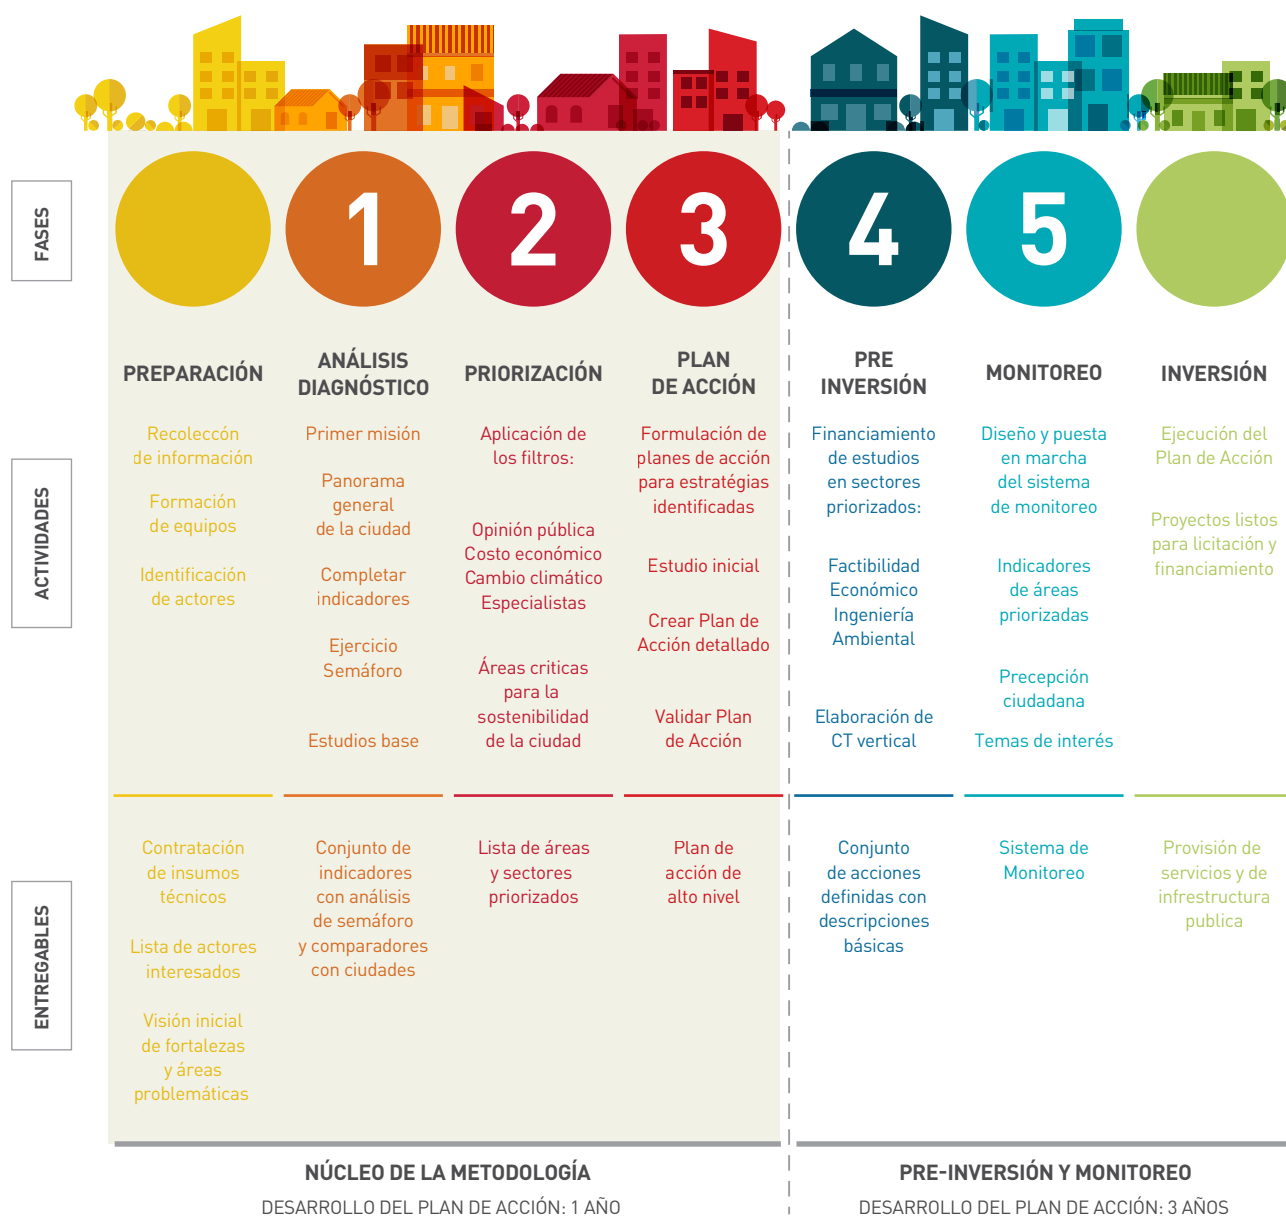 FASES
1
2
3
4
5
PREPARACIÓN
ANÁLISIS
DIAGNÓSTICO
PRIORIZACIÓN
PLAN
DE ACCIÓN
PRE
INVERSIÓN
MONITOREO
INVERSIÓN
ACTIVIDADES
Recoleccón
de información
Formación
de equipos
Identificación
de actores
Primer misión
Panorama
general
de la ciudad
Completar
indicadores
Ejercicio
Semáforo
Estudios base
Aplicación de
los filtros:
Opinión pública
Costo económico
Cambio climático
Especialistas
Áreas criticas
para la
sostenibilidad
de la ciudad
Formulación de
planes de acción
para estratégias
identificadas
Estudio inicial
Crear Plan de
Acción detallado
Validar Plan
de Acción
Financiamiento
de estudios
en sectores
priorizados:
Factibilidad
Económico
Ingeniería
Ambiental
Elaboración de
CT vertical
Diseño y puesta
en marcha
del sistema
de monitoreo
Indicadores
de áreas
priorizadas
Precepción
ciudadana
Temas de interés
Ejecución del
Plan de Acción
Proyectos listos
para licitación y
financiamiento
ENTREGABLES
Contratación
de insumos
técnicos
Lista de actores
interesados
Visión inicial
de fortalezas
y áreas
problemáticas
Conjunto de
indicadores
con análisis
de semáforo
y comparadores
con ciudades
Lista de áreas
y sectores
priorizados
Plan de
acción de
alto nivel
Conjunto
de acciones
definidas con
descripciones
básicas
Sistema de
Monitoreo
Provisión de
servicios y de
infrastructura
publica
NÚCLEO DE LA METODOLOGÍA
DESARROLLO DEL PLAN DE ACCIÓN: 1 AÑO
PRE-INVERSIÓN Y MONITOREO
DESARROLLO DEL PLAN DE ACCIÓN: 3 AÑOS